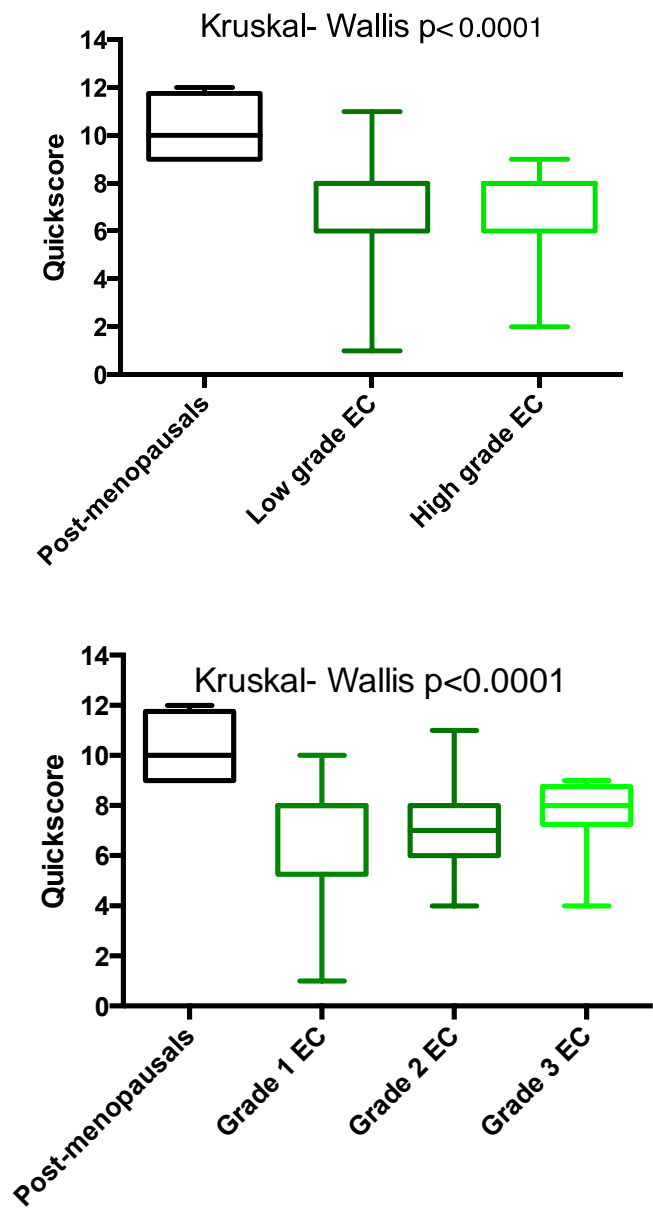 Kruskal- Wallis p< 0.0001
14
12
10
8
6
4
2
0
Quickscore
Post-menopausals
Low grade EC
High grade EC
Kruskal- Wallis p<0.0001
14
12
10
8
6
4
2
0
Quickscore
Post-menopausals
Grade 1 EC
Grade 2 EC
Grade 3 EC